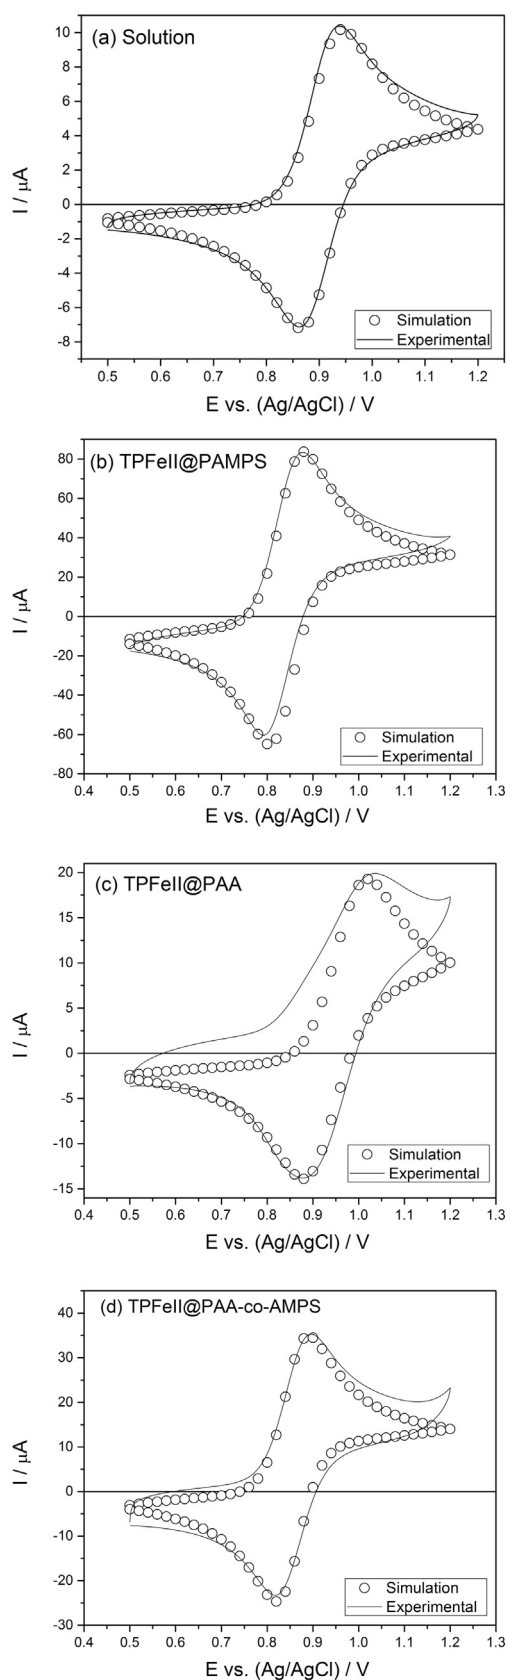 (a) Solution
10
8
6
4
2
0
-2
-4
-6
-8
I / μA
Simulation
Experimental
0.5 0.6 0.7 0.8 0.9 1.0 1.1 1.2
E vs. (Ag/AgCl) / V
(b) TPFeII@PAMPS
80
60
40
20
0
-20
-40
-60
-80
I / μA
Simulation
Experimental
0.4 0.5 0.6 0.7 0.8 0.9 1.0 1.1 1.2 1.3
E vs. (Ag/AgCl) / V
(c) TPFeII@PAA
20
15
10
5
0
-5
-10
-15
I / μA
Simulation
Experimental
0.4 0.5 0.6 0.7 0.8 0.9 1.0 1.1 1.2 1.3
E vs. (Ag/AgCl) / V
(d) TPFeII@PAA-co-AMPS
40
30
20
10
0
-10
-20
-30
I / μA
Simulation
Experimental
0.4 0.5 0.6 0.7 0.8 0.9 1.0 1.1 1.2 1.3
E vs. (Ag/AgCl) / V